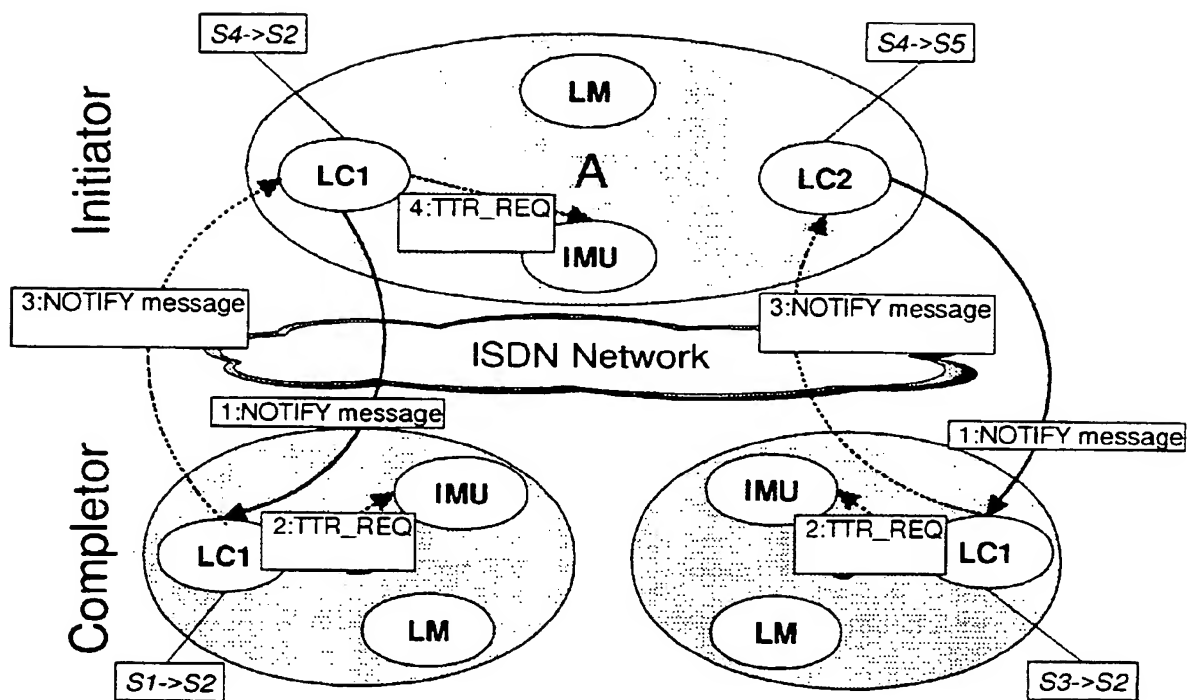 S4->S2
S4->S5
Initiator
LM
LC1
A
LC2
4:TTR_REQ
IMU
3:NOTIFY message
3:NOTIFY message
ISDN Network
1:NOTIFY message
1:NOTIFY message
Completor
IMU
IMU
2:TTR_REQ
2:TTR_REQ
LC1
LC1
LM
LM
S1->S2
S3->S2